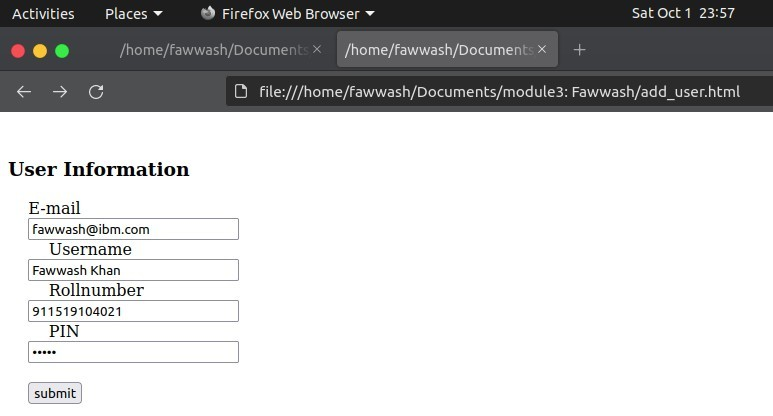 Activities Places Firefox Web Browser Sat Oct 1 23:57
/home/fawwash/Documents /home/fawwash/Documents
file:///home/fawwash/Documents/module3: Fawwash/add_user.html
User Information
E-mail
fawwash@ibm.com
Username
Fawwash Khan
Rollnumber
911519104021
PIN
•••••
submit